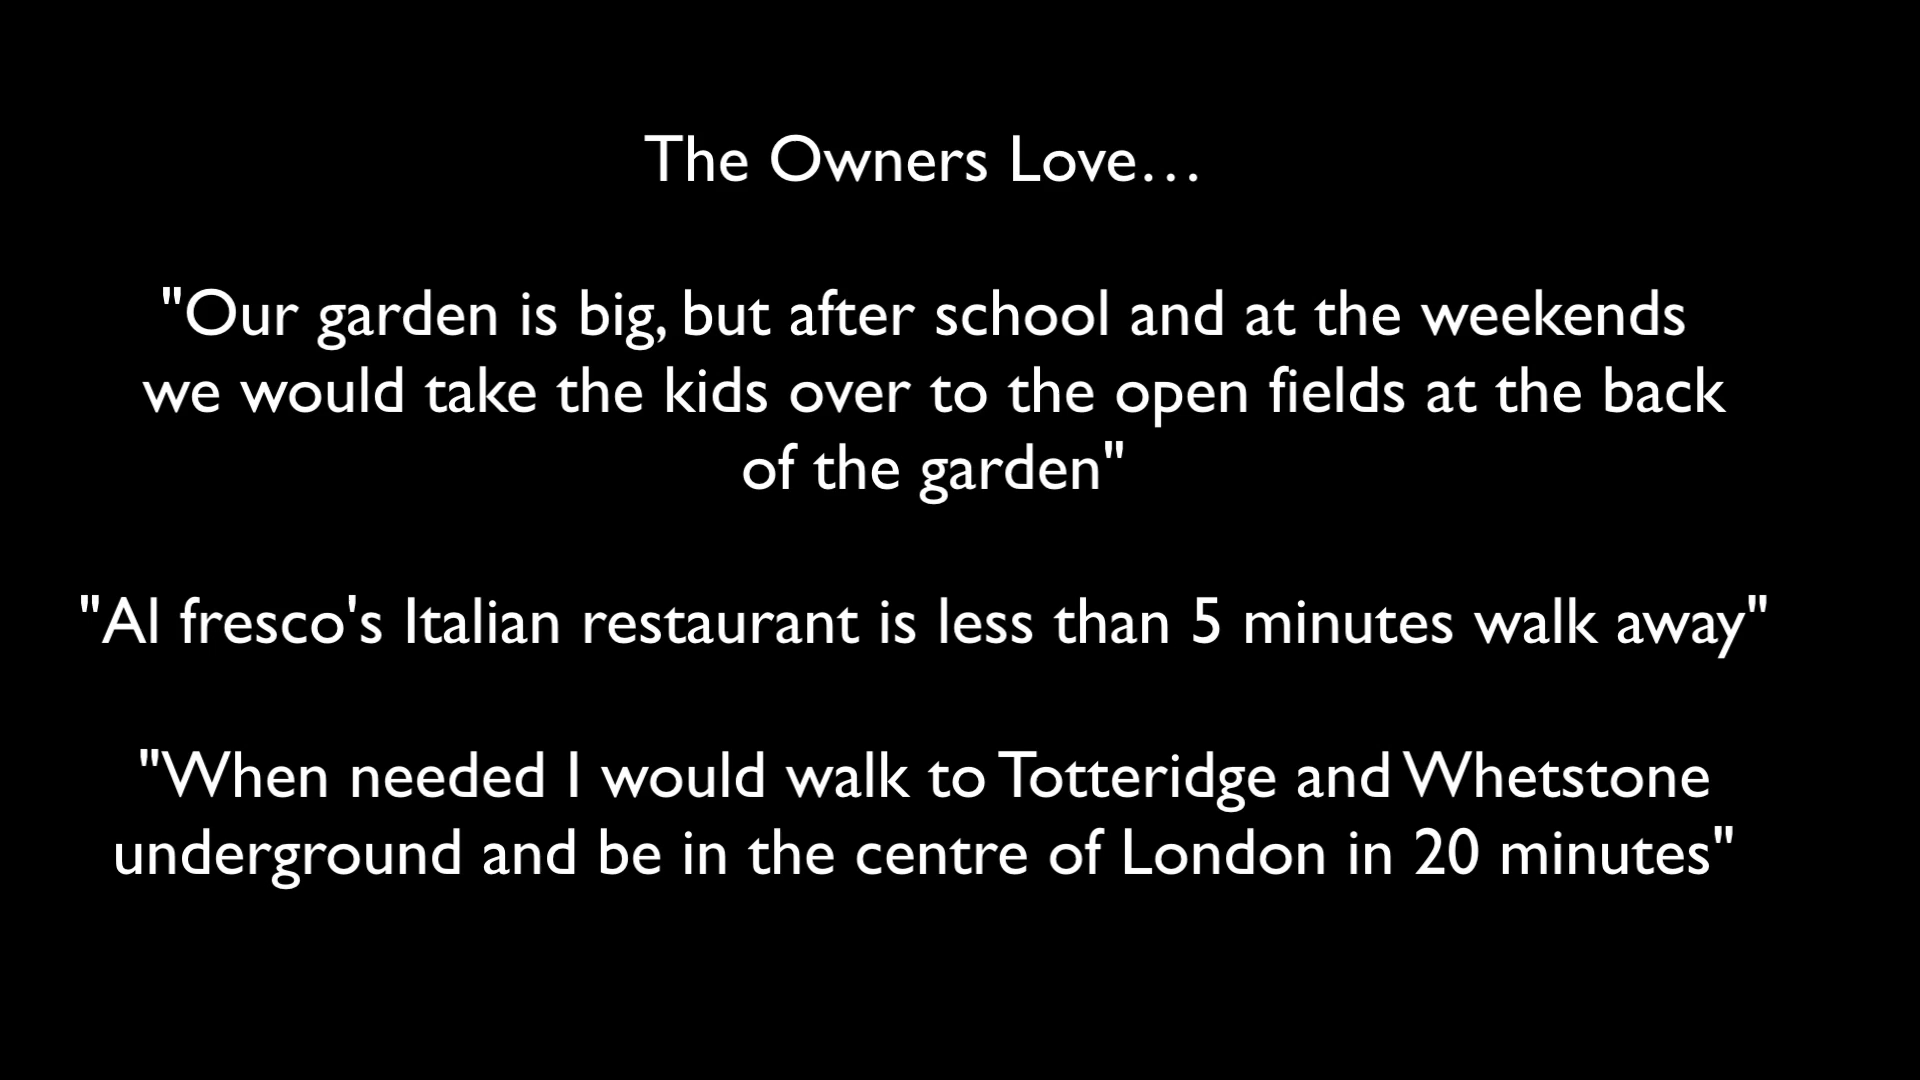 The Owners Love…
"Our garden is big, but after school and at the weekends
we would take the kids over to the open fields at the back
of the garden"
"Al fresco's Italian restaurant is less than 5 minutes walk away"
"When needed I would walk to Totteridge and Whetstone
underground and be in the centre of London in 20 minutes"